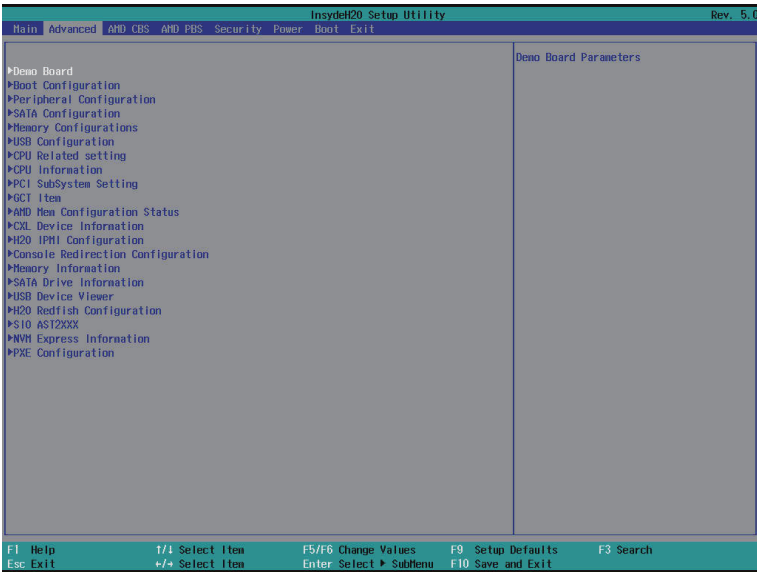 InsydeH20 Setup Utility Rev. 5.0
Main Advanced AMD CBS AMD PBS Security Power Boot Exit
Demo Board Parameters
▶Demo Board
▶Boot Configuration
▶Peripheral Configuration
▶SATA Configuration
▶Memory Configurations
▶USB Configuration
▶CPU Related setting
▶CPU Information
▶PCI SubSystem Setting
▶GCT Item
▶AMD Mem Configuration Status
▶CXL Device Information
▶H20 IPMI Configuration
▶Console Redirection Configuration
▶Memory Information
▶SATA Drive Information
▶USB Device Viewer
▶H20 Redfish Configuration
▶SIO AST2XXX
▶NVM Express Information
▶PXE Configuration
F1 Help ↑/↓ Select Item F5/F6 Change Values F9 Setup Defaults F3 Search
Esc Exit ←/→ Select Item Enter Select ▶ SubMenu F10 Save and Exit